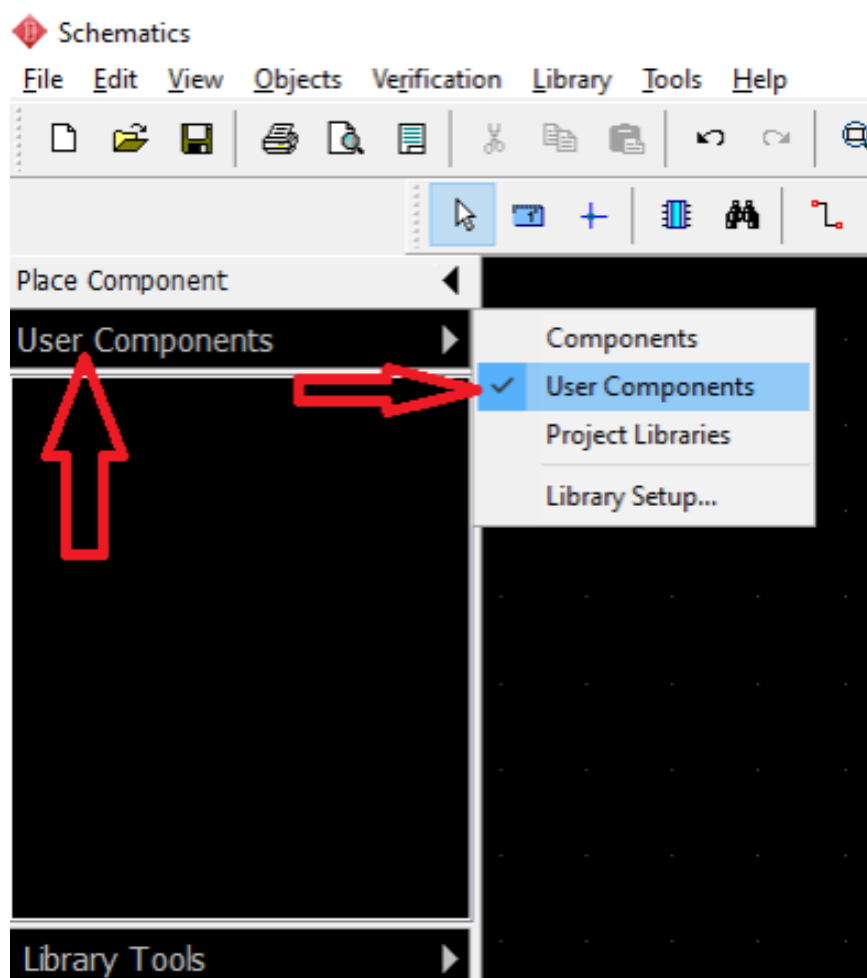 Schematics
File Edit View Objects Verification Library Tools Help
Place Component
User Components
Components
User Components
Project Libraries
Library Setup...
Library Tools